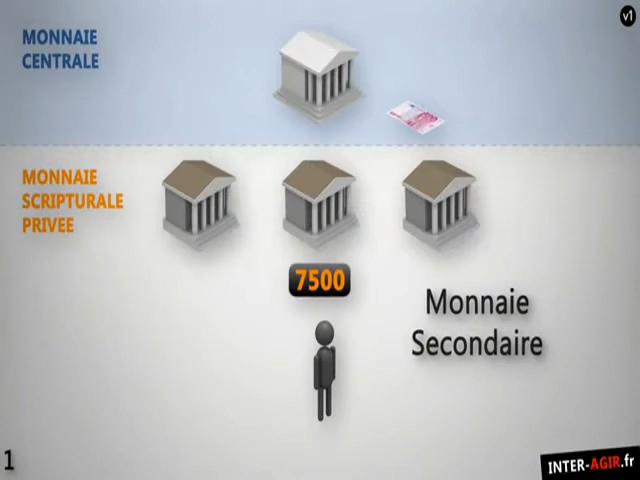 v1
MONNAIE
CENTRALE
MONNAIE
SCRIPTURALE
PRIVEE
7500
Monnaie
Secondaire
1
INTER-AGIR.fr